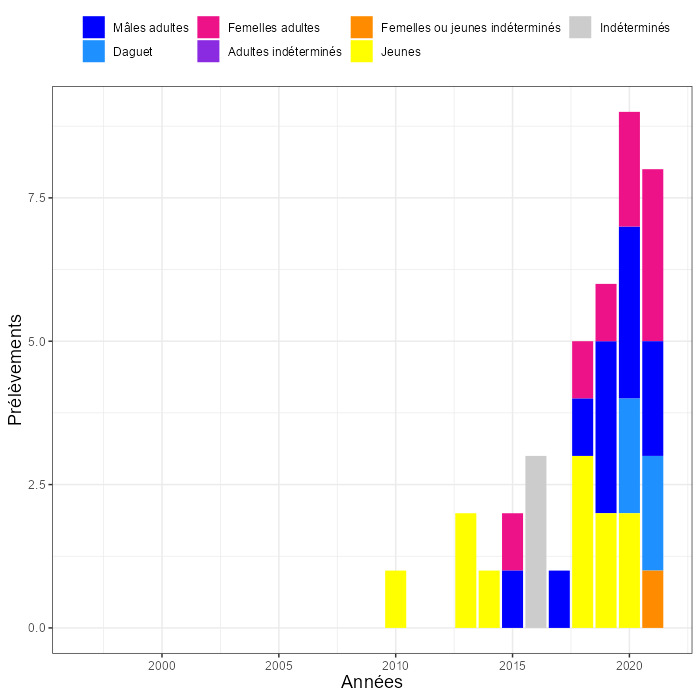 Mâles adultes Femelles adultes Femelles ou jeunes indéterminés Indéterminés
Daguet Adultes indéterminés Jeunes
7.5
5.0
2.5
0.0
Prélèvements
2000 2005 2010 2015 2020
Années